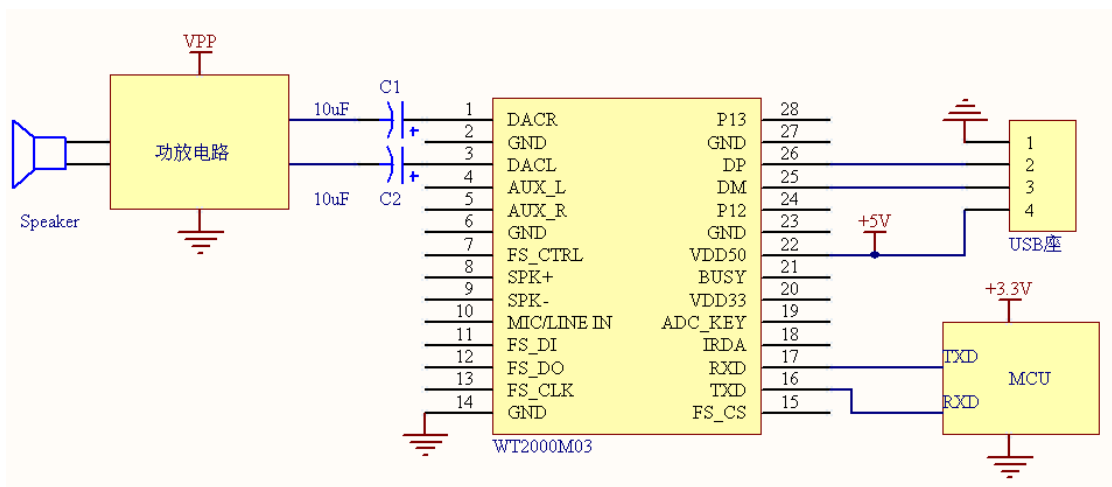 VPP
功放电路
Speaker
10uF
C1
10uF
C2
1
2
3
4
5
6
7
8
9
10
11
12
13
14
DACR
GND
DACL
AUX_L
AUX_R
GND
FS_CTRL
SPK+
SPK-
MIC/LINE IN
FS_DI
FS_DO
FS_CLK
GND
P13
GND
DP
DM
P12
GND
VDD50
BUSY
VDD33
ADC_KEY
IRDA
RXD
TXD
FS_CS
28
27
26
25
24
23
22
21
20
19
18
17
16
15
WT2000M03
+5V
1
2
3
4
USB座
+3.3V
TXD
MCU
RXD